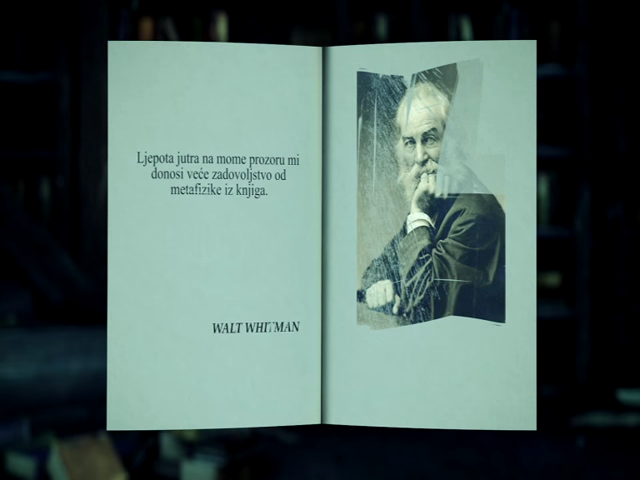 Ljepota jutra na mome prozoru mi
donosi veće zadovoljstvo od
metafizike iz knjiga.
WALT WHITMAN